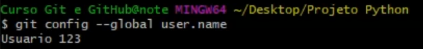 Curso Git e GitHub@note MINGW64 ~/Desktop/Projeto Python
$ git config --global user.name
Usuario 123